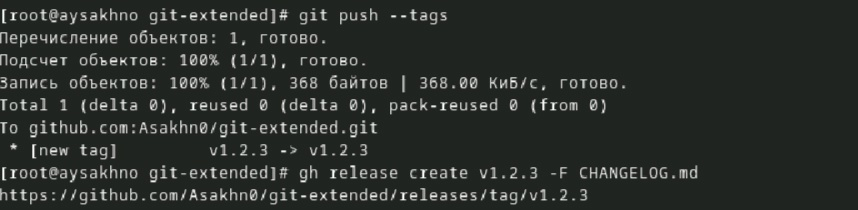 [root@aysakhno git-extended]# git push --tags
Перечисление объектов: 1, готово.
Подсчет объектов: 100% (1/1), готово.
Запись объектов: 100% (1/1), 368 байтов | 368.00 КиБ/с, готово.
Total 1 (delta 0), reused 0 (delta 0), pack-reused 0 (from 0)
To github.com:Asakhn0/git-extended.git
 * [new tag]         v1.2.3 -> v1.2.3
[root@aysakhno git-extended]# gh release create v1.2.3 -F CHANGELOG.md
https://github.com/Asakhn0/git-extended/releases/tag/v1.2.3